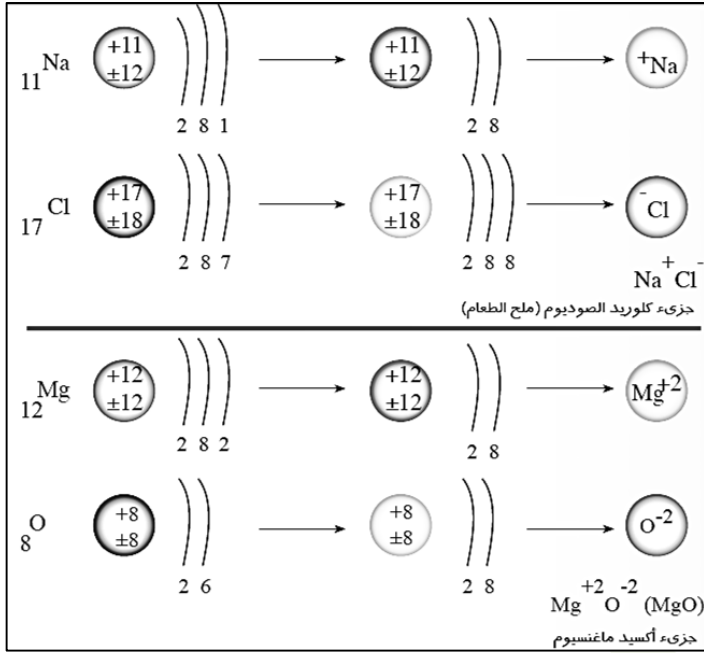 11Na +11 +11 +Na
±12 ±12
2 8 1 2 8
17Cl +17 +17 -Cl
±18 ±18
2 8 7 2 8 8
Na+Cl-
جزيء كلوريد الصوديوم (ملح الطعام)
12Mg +12 +12 Mg+2
±12 ±12
2 8 2 2 8
8O +8 +8 O-2
±8 ±8
2 6 2 8
Mg+2O-2 (MgO)
جزيء أكسيد ماغنسيوم